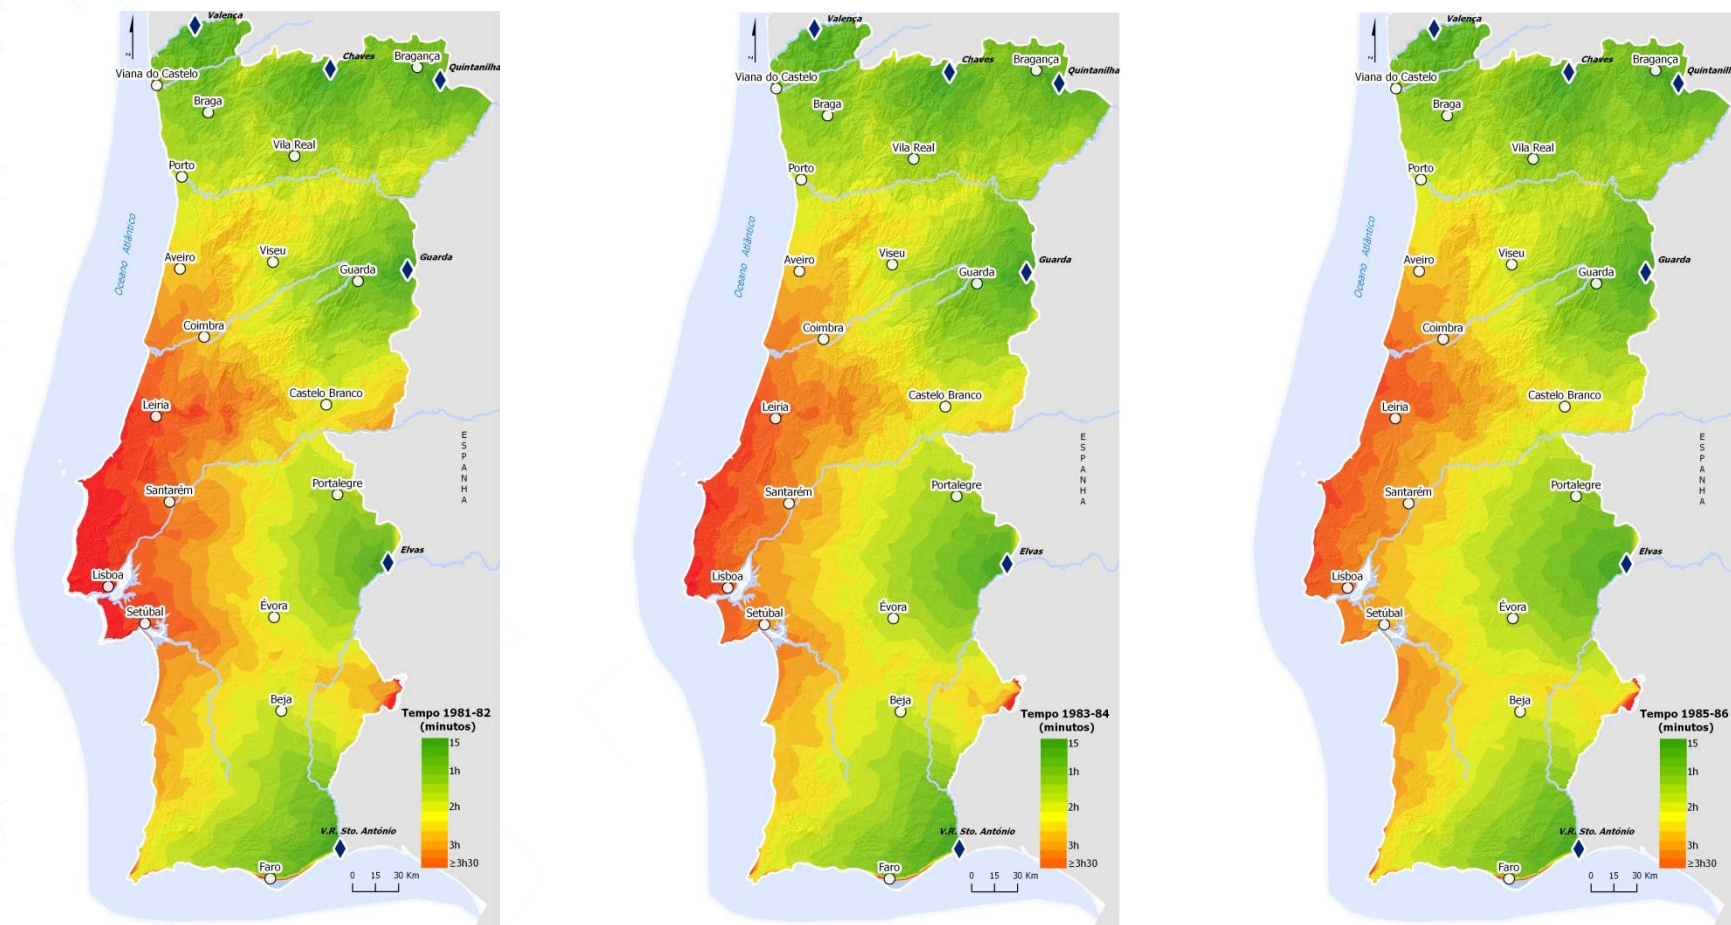 Valença
Chaves
Bragança
Quintanilha
Viana do Castelo
Braga
Vila Real
Porto
Oceano Atlântico
Aveiro
Viseu
Guarda
Guarda
Coimbra
Castelo Branco
Leiria
ESPANHA
Portalegre
Santarém
Elvas
Lisboa
Setúbal
Évora
Beja
Tempo 1981-82
(minutos)
15
1h
2h
3h
≥3h30
V.R. Sto. António
Faro
0 15 30 Km
z
Valença
Chaves
Bragança
Quintanilha
Viana do Castelo
Braga
Vila Real
Porto
Oceano Atlântico
Aveiro
Viseu
Guarda
Guarda
Coimbra
Castelo Branco
Leiria
ESPANHA
Portalegre
Santarém
Elvas
Lisboa
Setúbal
Évora
Beja
Tempo 1983-84
(minutos)
15
1h
2h
3h
≥3h30
V.R. Sto. António
Faro
0 15 30 Km
z
Valença
Chaves
Bragança
Quintanill
Viana do Castelo
Braga
Vila Real
Porto
Oceano Atlântico
Aveiro
Viseu
Guarda
Guarda
Coimbra
Castelo Branco
Leiria
ESPANHA
Portalegre
Santarém
Elvas
Lisboa
Setúbal
Évora
Beja
Tempo 1985-86
(minutos)
15
1h
2h
3h
≥3h30
V.R. Sto. António
Faro
0 15 30 Km
z